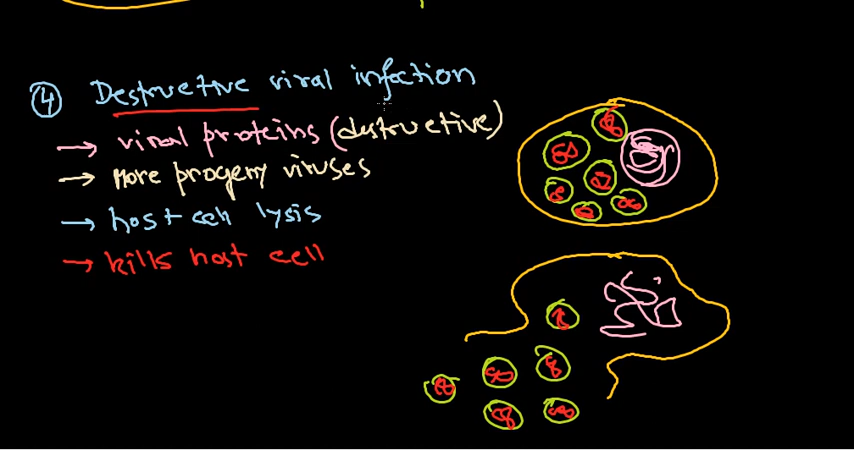 ④ Destructive viral infection
→ viral proteins (destructive)
→ More progeny viruses
→ host cell lysis
→ kills host cell